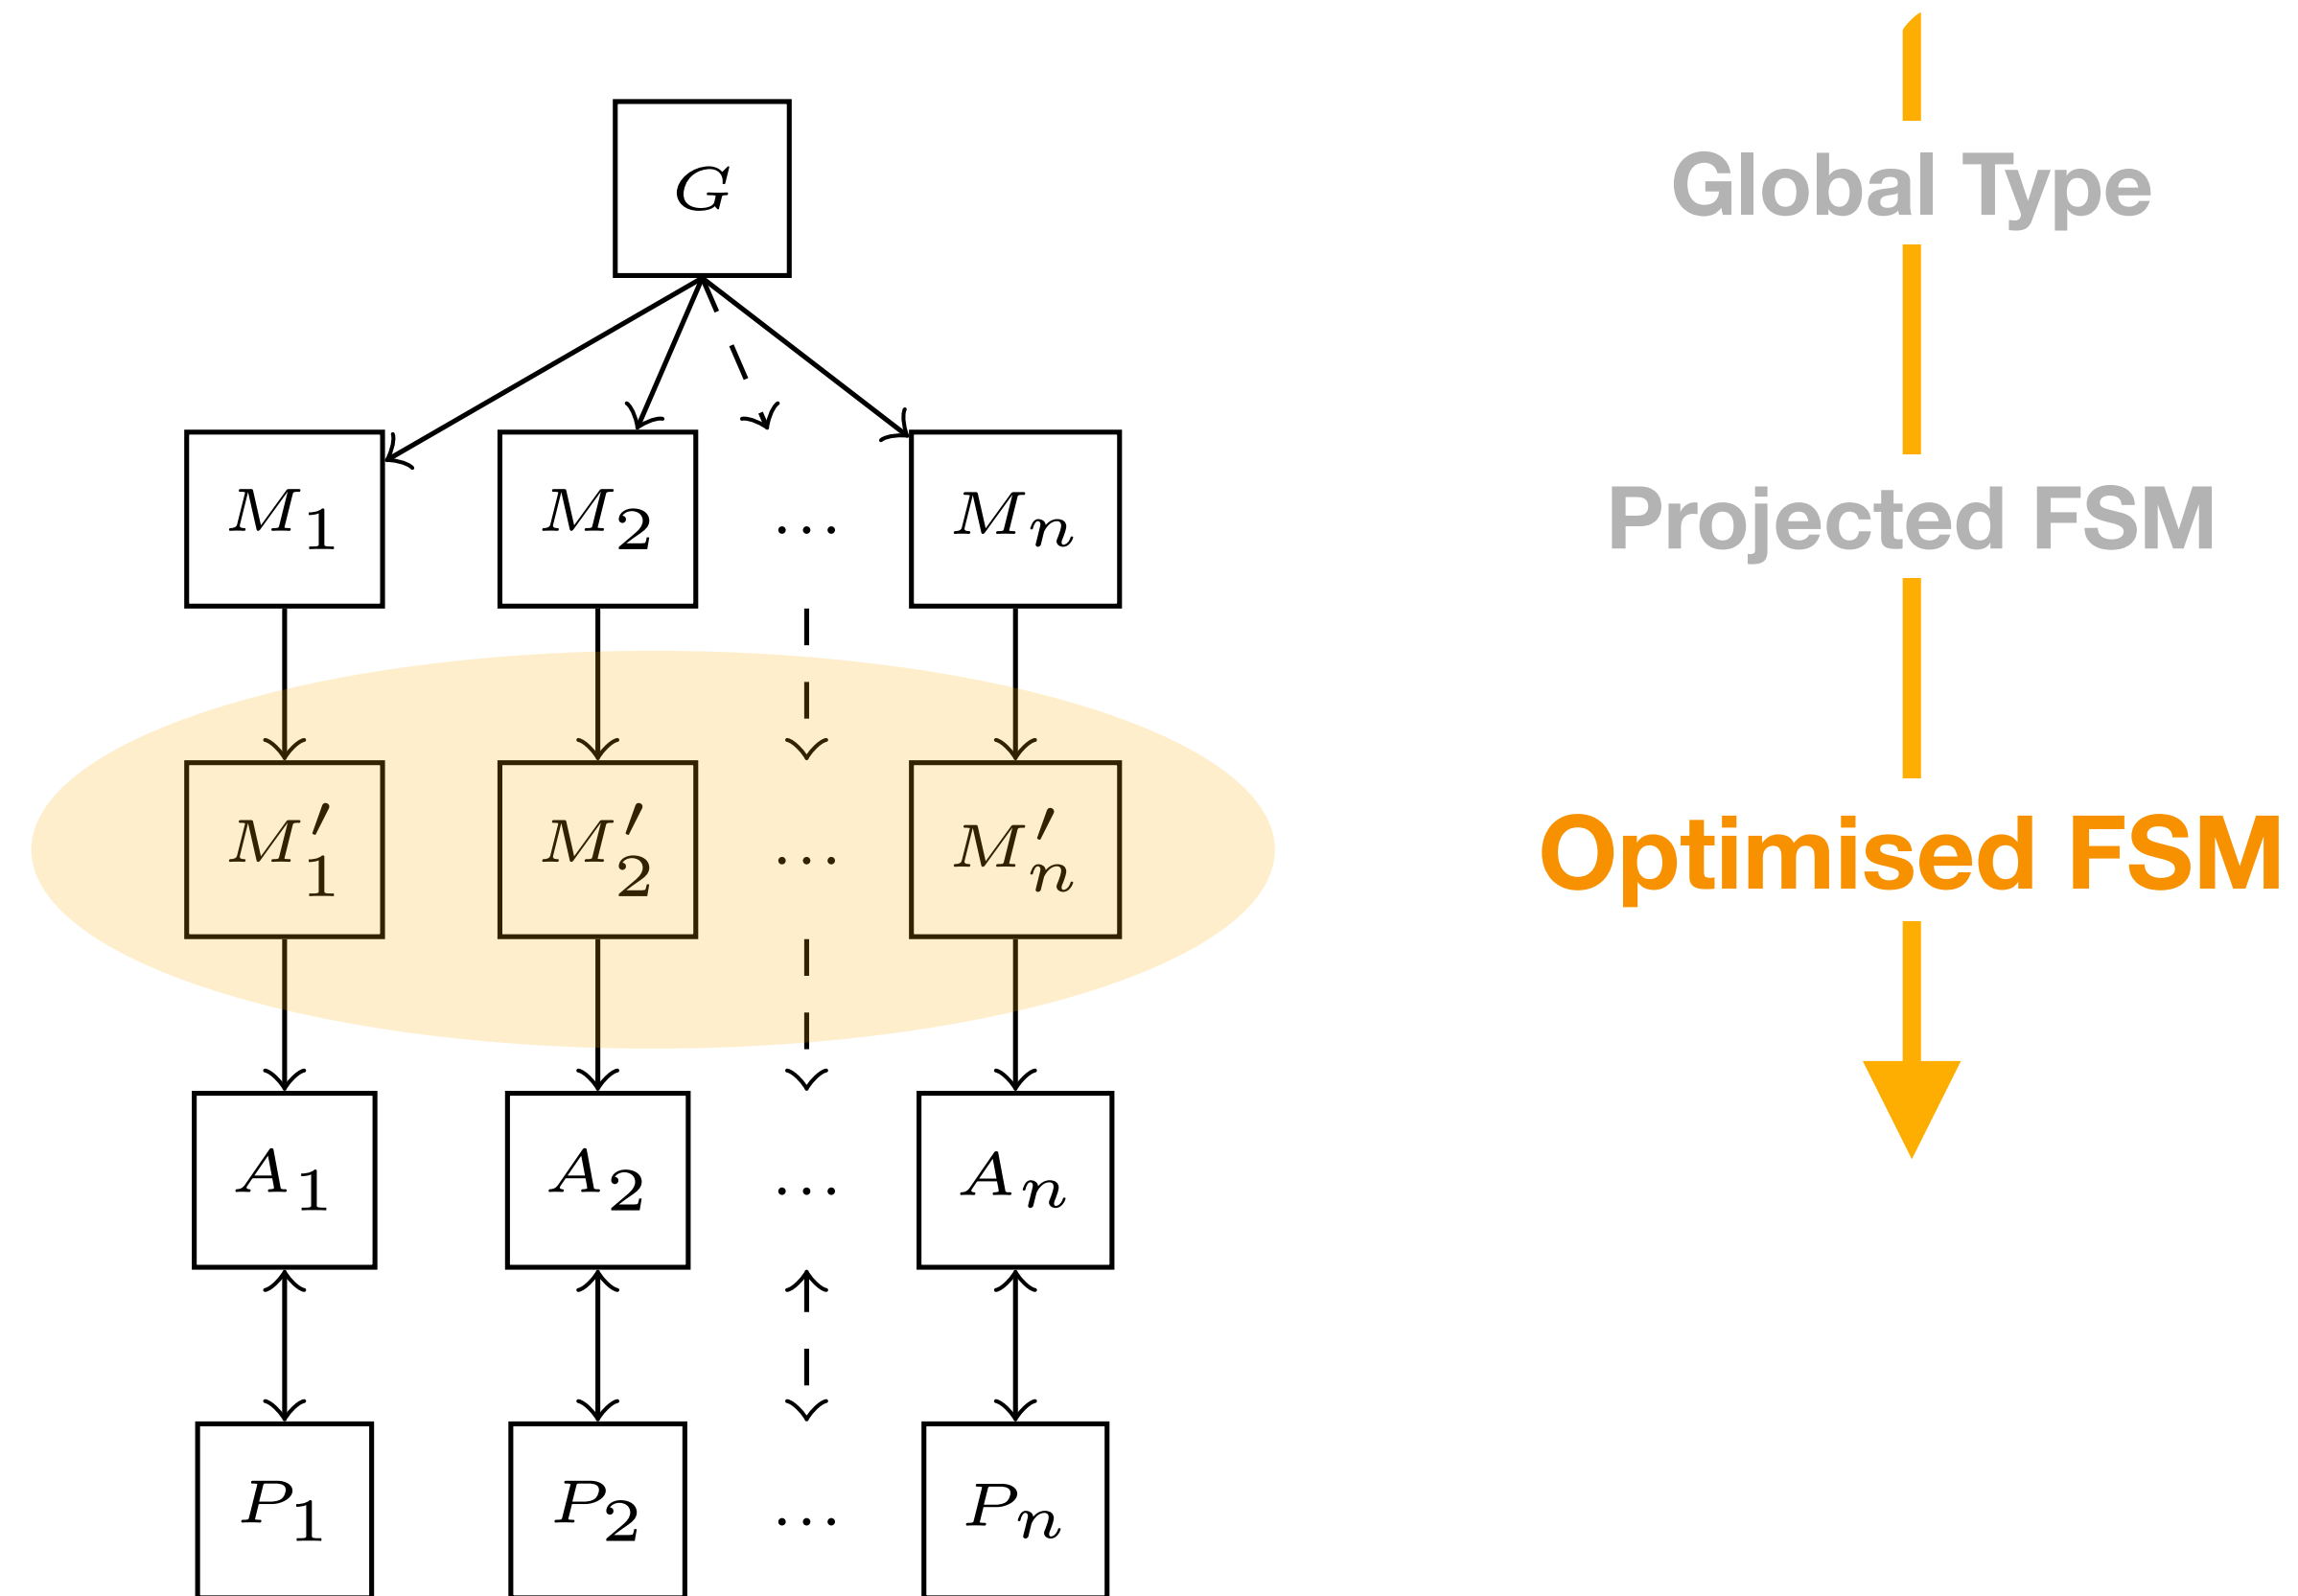 G
Global Type
M1 M2 ... Mn
Projected FSM
M′1 M′2 ... M′n
Optimised FSM
A1 A2 ... An
P1 P2 ... Pn